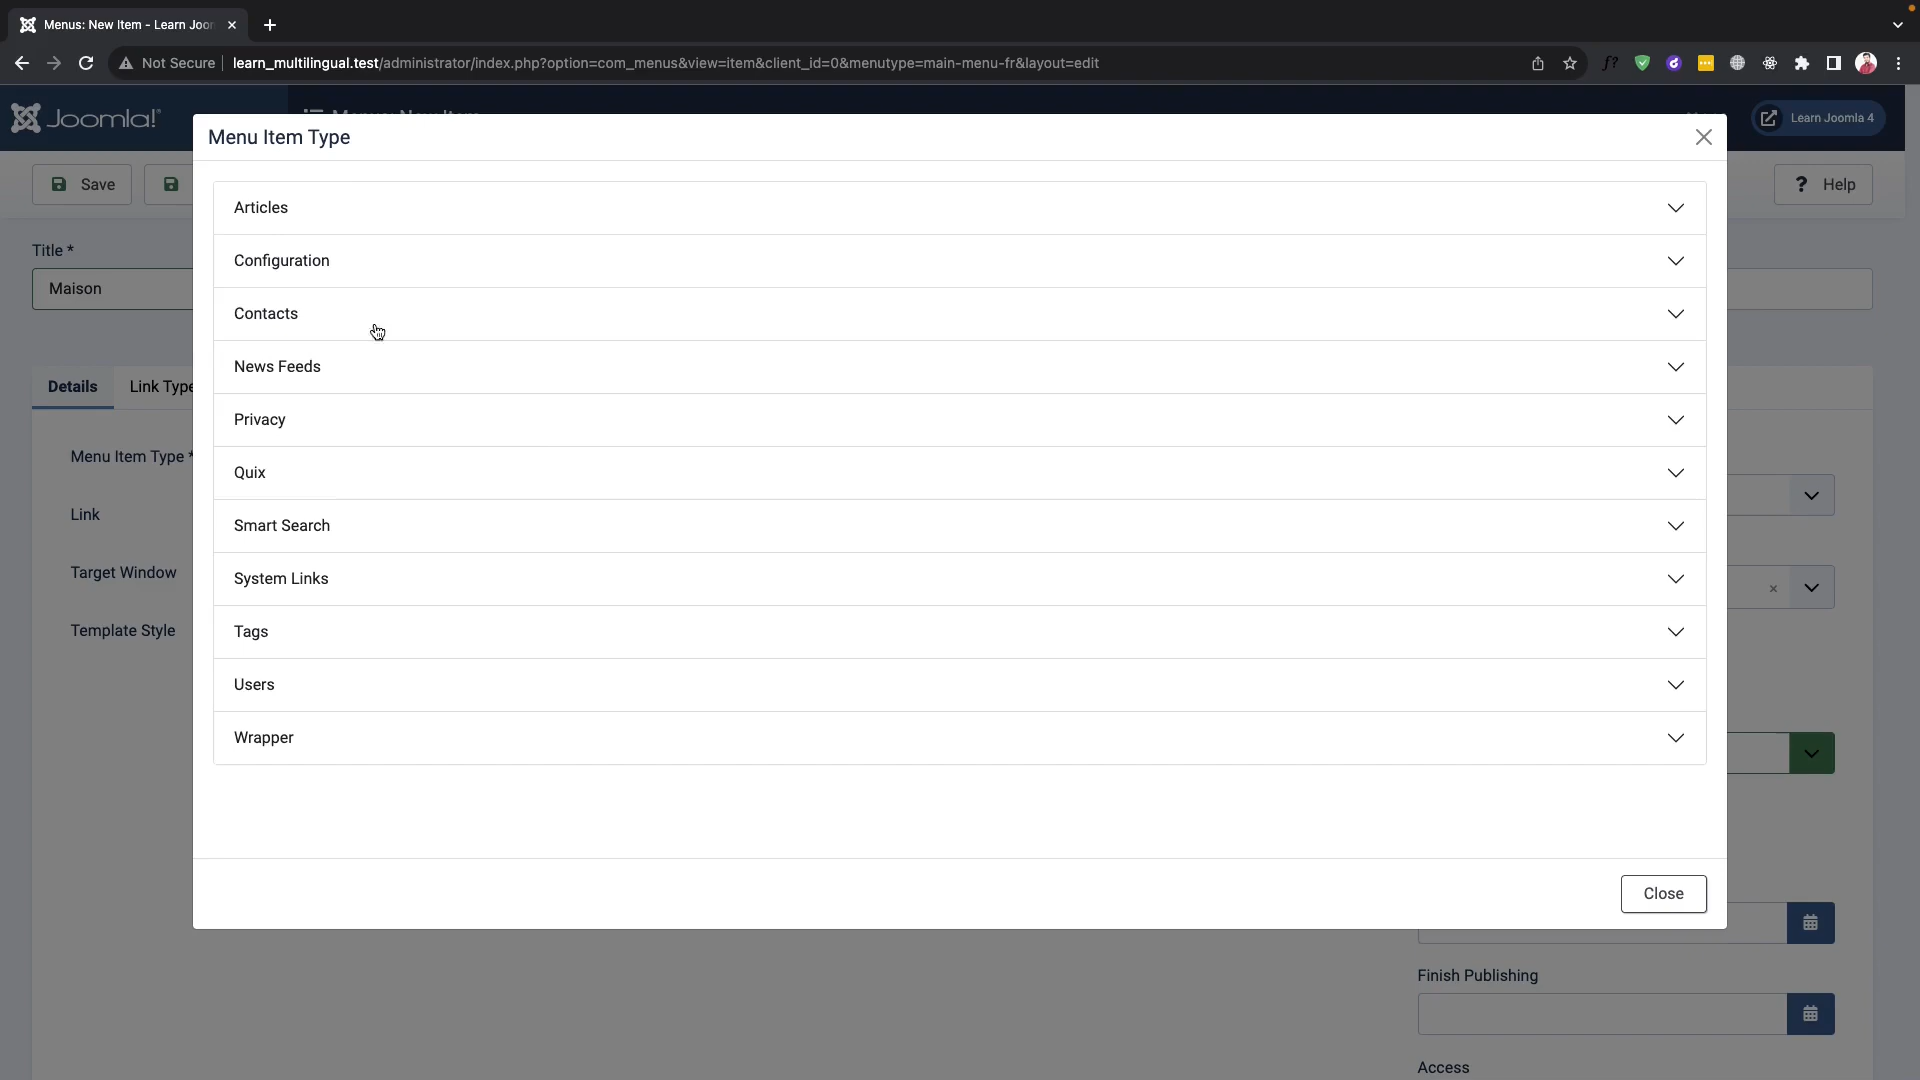 Menus: New Item - Learn Joo
Not Secure
learn_multilingual.test/administrator/index.php?option=com_menus&view=item&client_id=0&menutype=main-menu-fr&layout=edit
f?
Joomla!
Learn Joomla 4
Menu Item Type
Save
? Help
Title *
Maison
Articles
Configuration
Contacts
News Feeds
Privacy
Quix
Smart Search
System Links
Tags
Users
Wrapper
Details
Link Type
Menu Item Type *
Link
Target Window
Template Style
Close
Finish Publishing
Access